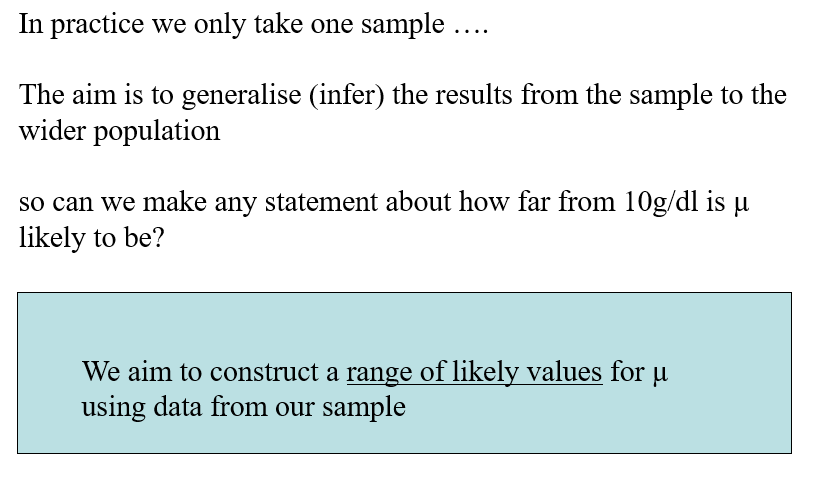 In practice we only take one sample ….
The aim is to generalise (infer) the results from the sample to the
wider population
so can we make any statement about how far from 10g/dl is µ
likely to be?
We aim to construct a range of likely values for µ
using data from our sample